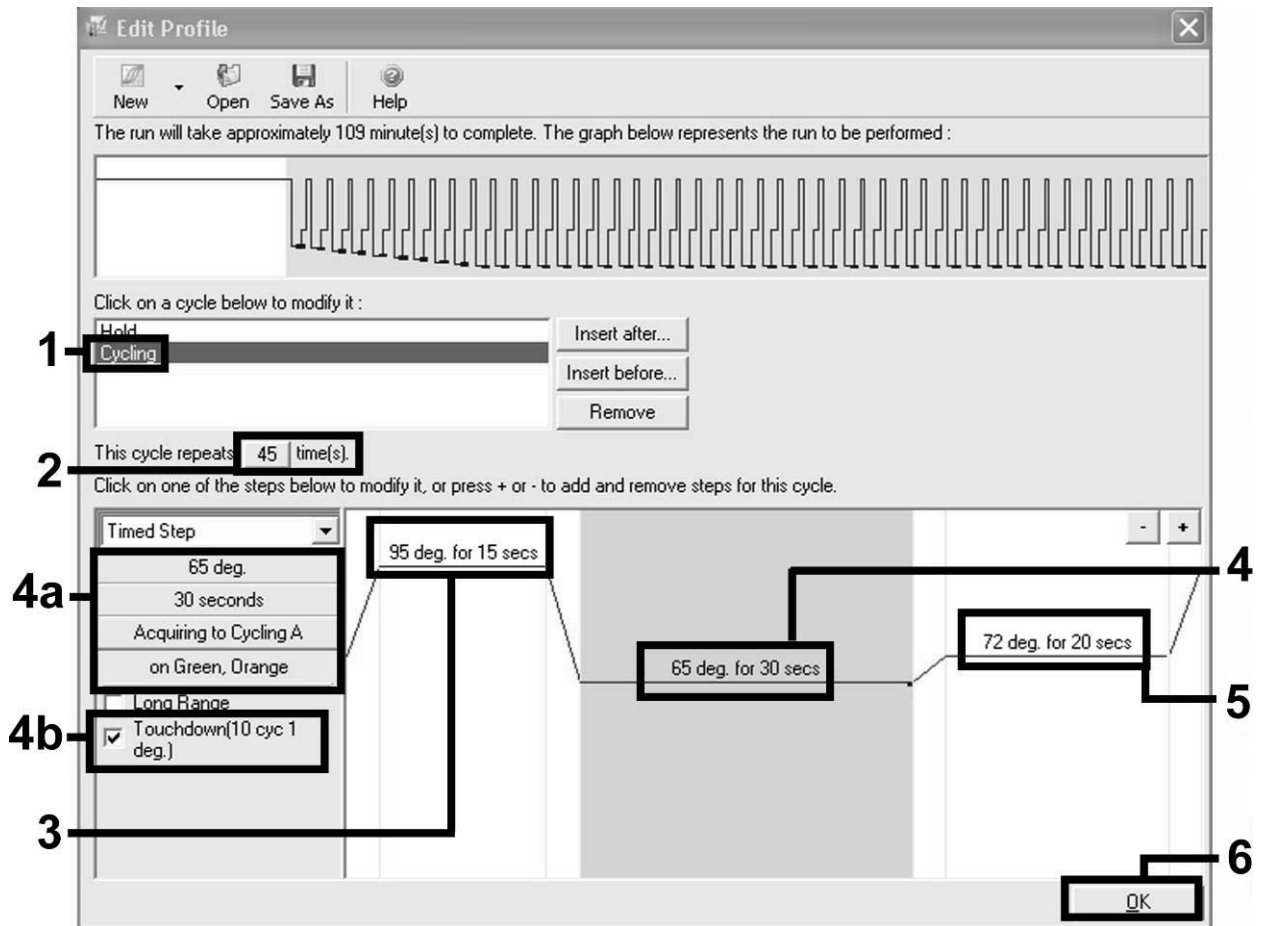 Edit Profile
New Open Save As Help
The run will take approximately 109 minute(s) to complete. The graph below represents the run to be performed :
Click on a cycle below to modify it :
Hold
1 Cycling
Insert after...
Insert before...
Remove
This cycle repeats 45 time(s).
2
Click on one of the steps below to modify it, or press + or - to add and remove steps for this cycle.
Timed Step
- +
4a
65 deg.
30 seconds
Acquiring to Cycling A
on Green, Orange
Long Range
4b
Touchdown(10 cyc 1
deg.)
95 deg. for 15 secs
3
65 deg. for 30 secs
4
72 deg. for 20 secs
5
6
OK